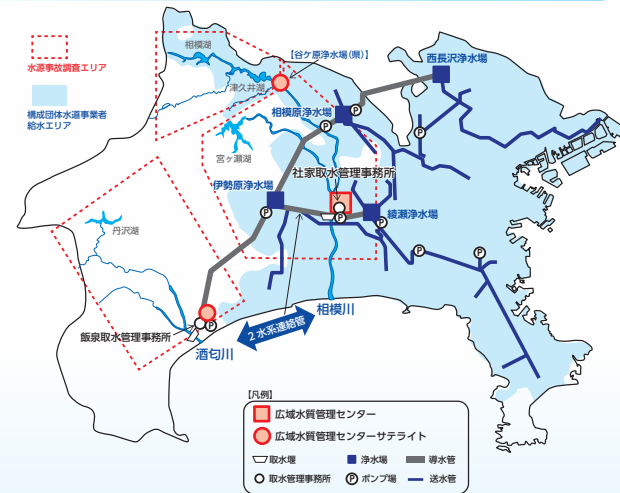 水源事故調査エリア
構成団体水道事業者
給水エリア
相模湖
津久井湖
【谷ケ原浄水場(県)】
西長沢浄水場
相模原浄水場
P
P
P
宮ヶ瀬湖
社家取水管理事務所
伊勢原浄水場
P
P
綾瀬浄水場
P
P
P
丹沢湖
飯泉取水管理事務所
P
酒匂川
2水系連絡管
相模川
【凡例】
広域水質管理センター
広域水質管理センターサテライト
取水堰
浄水場
導水管
取水管理事務所
P ポンプ場
送水管